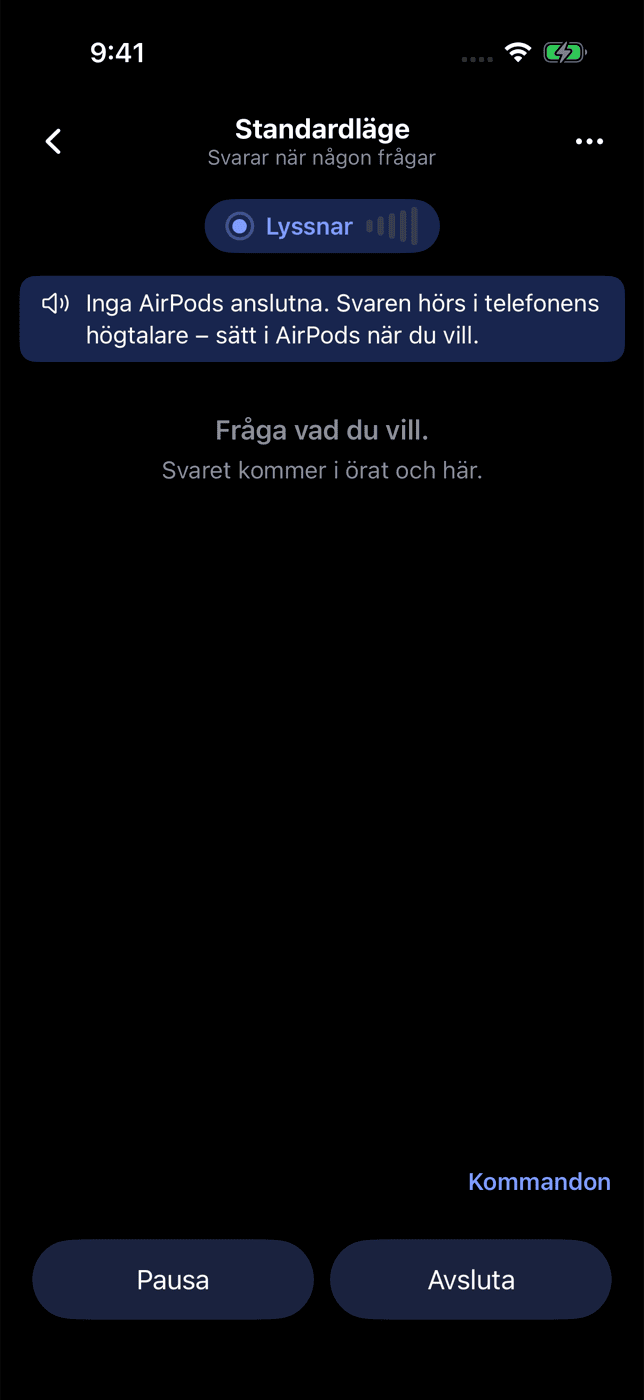 9:41
Standardläge
Svarar när någon frågar
Lyssnar
Inga AirPods anslutna. Svaren hörs i telefonens
högtalare – sätt i AirPods när du vill.
Fråga vad du vill.
Svaret kommer i örat och här.
Kommandon
Pausa
Avsluta